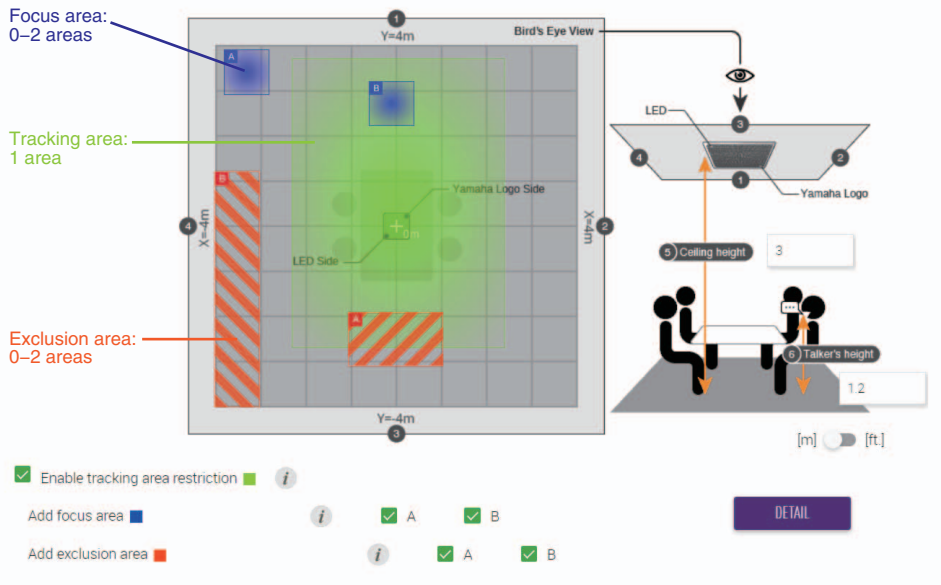 Focus area:
0–2 areas
Tracking area:
1 area
Exclusion area:
0–2 areas
1
Y=4m
Bird's Eye View
A
B
B
Yamaha Logo Side
0m
LED Side
4
X=-4m
X=4m
2
A
Y=-4m
3
LED
3
4
2
1
Yamaha Logo
5 Ceiling height
3
6 Talker's height
1.2
[m] [ft.]
Enable tracking area restriction i
Add focus area i A B
DETAIL
Add exclusion area i A B